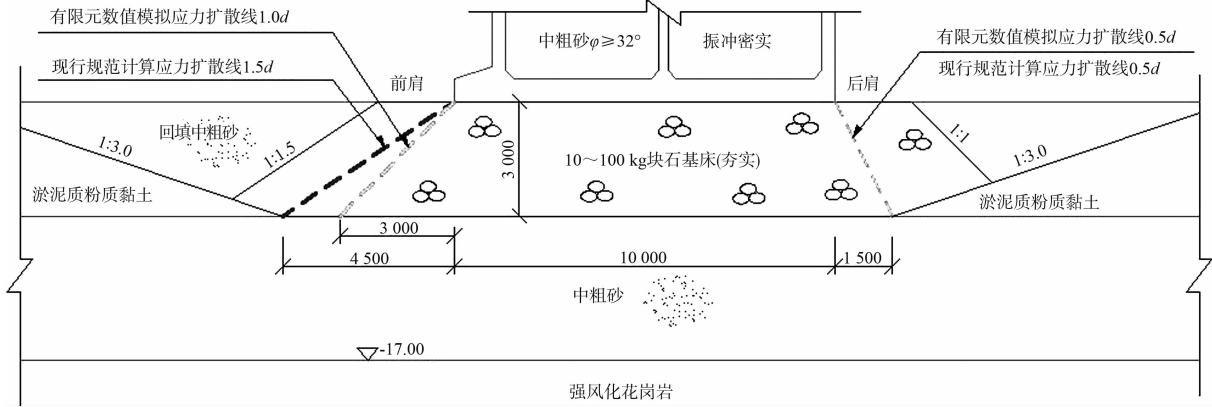 有限元数值模拟应力扩散线1.0d
现行规范计算应力扩散线1.5d
前肩
中粗砂φ≥32°
振冲密实
后肩
有限元数值模拟应力扩散线0.5d
现行规范计算应力扩散线0.5d
回填中粗砂
1:3.0
1:1.5
淤泥质粉质黏土
3 000
10～100 kg块石基床(夯实)
1:1
1:3.0
淤泥质粉质黏土
3 000
4 500
10 000
1 500
中粗砂
-17.00
强风化花岗岩